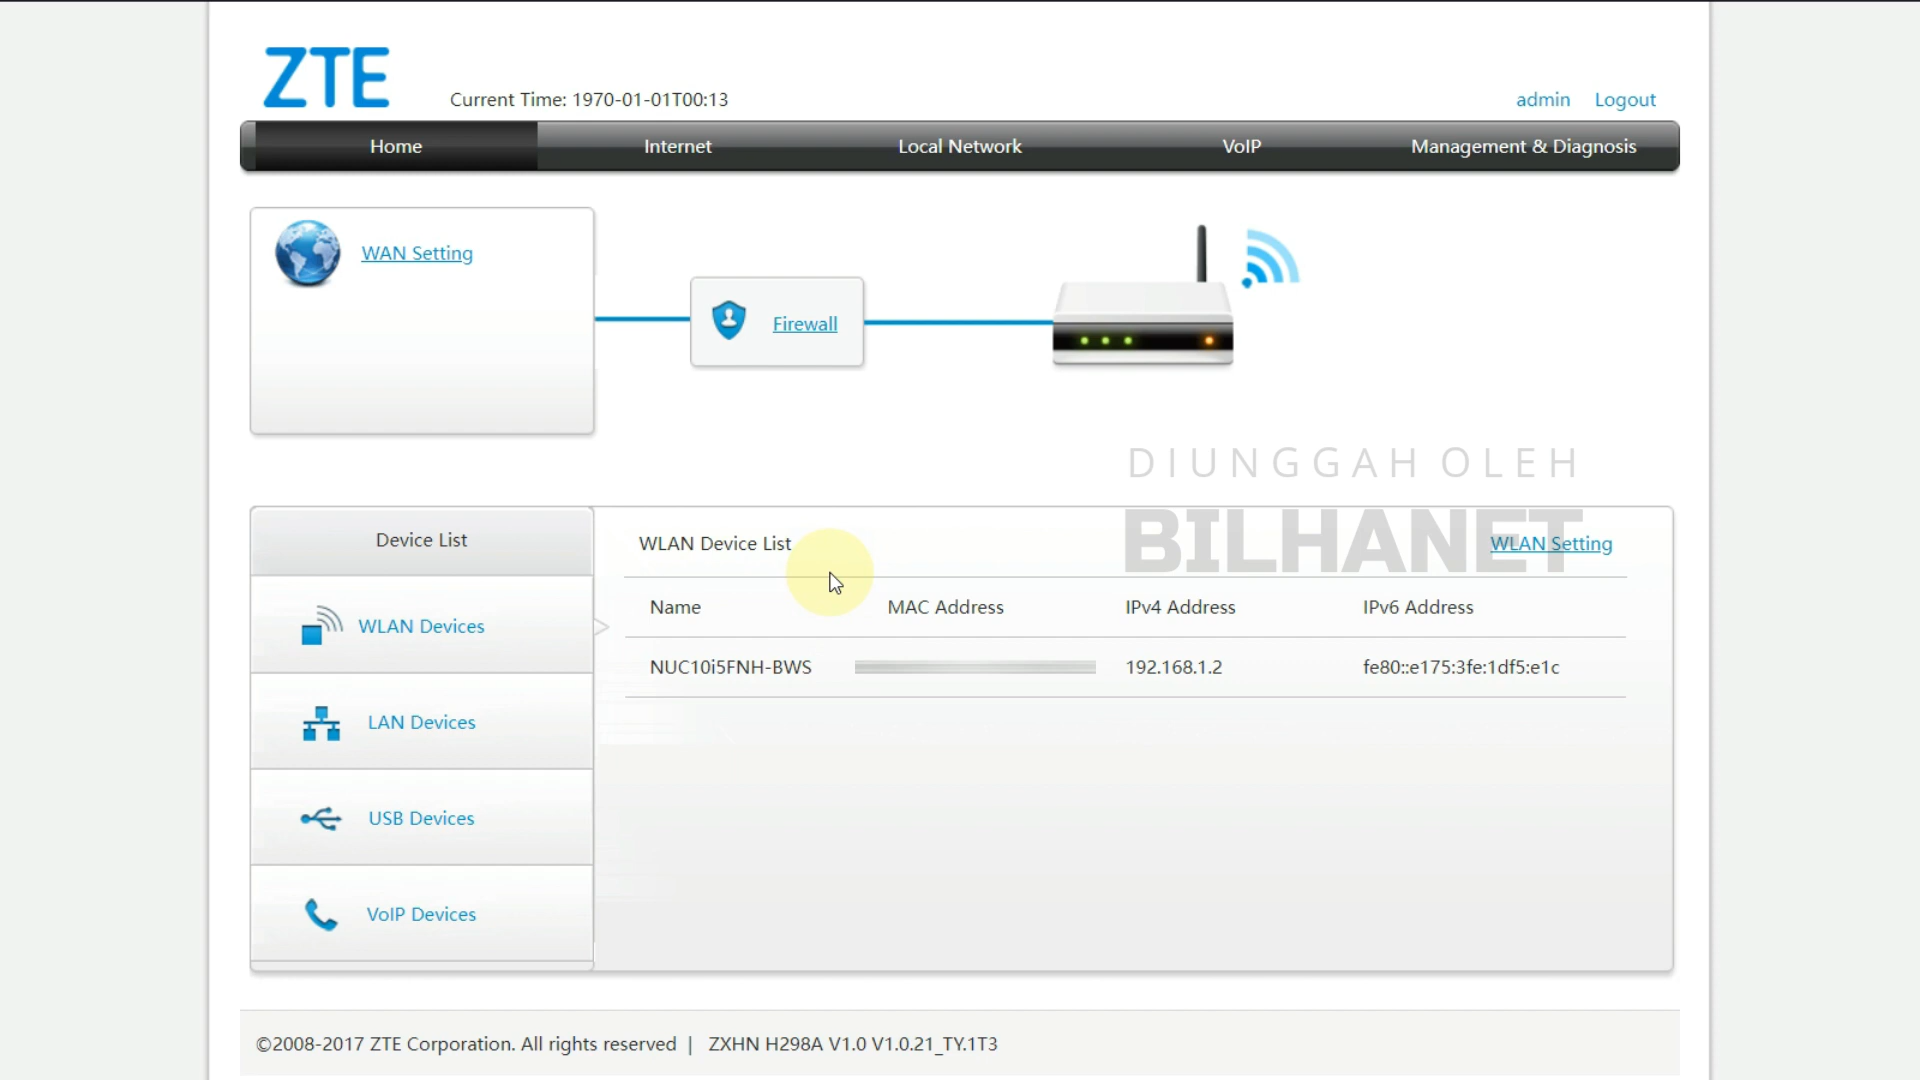 ZTE
Current Time: 1970-01-01T00:13
admin Logout
Home Internet Local Network VoIP Management & Diagnosis
WAN Setting
Firewall
DIUNGGAH OLEH
BILHANET
Device List
WLAN Device List WLAN Setting
Name MAC Address IPv4 Address IPv6 Address
WLAN Devices
NUC10i5FNH-BWS 192.168.1.2 fe80::e175:3fe:1df5:e1c
LAN Devices
USB Devices
VoIP Devices
©2008-2017 ZTE Corporation. All rights reserved | ZXHN H298A V1.0 V1.0.21_TY.1T3